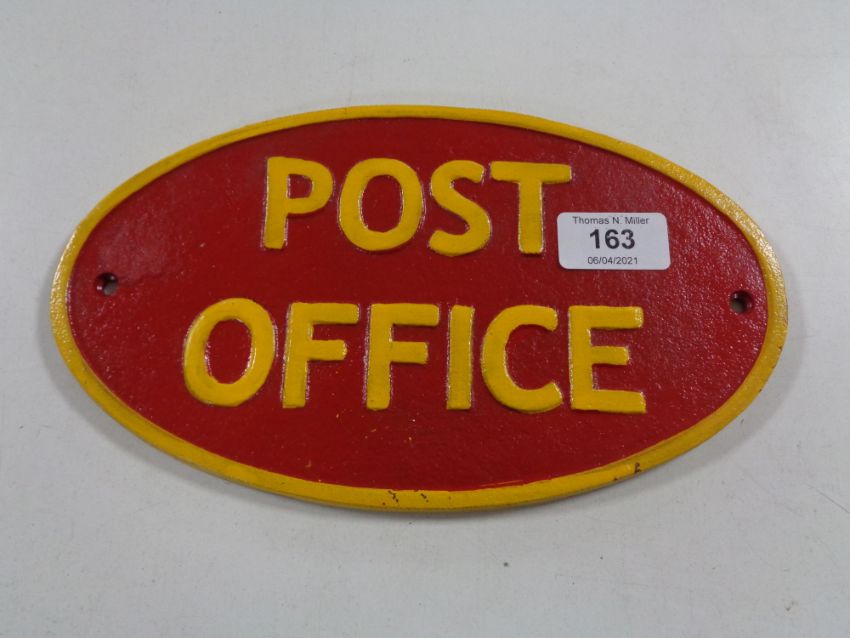 POST
OFFICE
Thomas N. Miller
163
06/04/2021